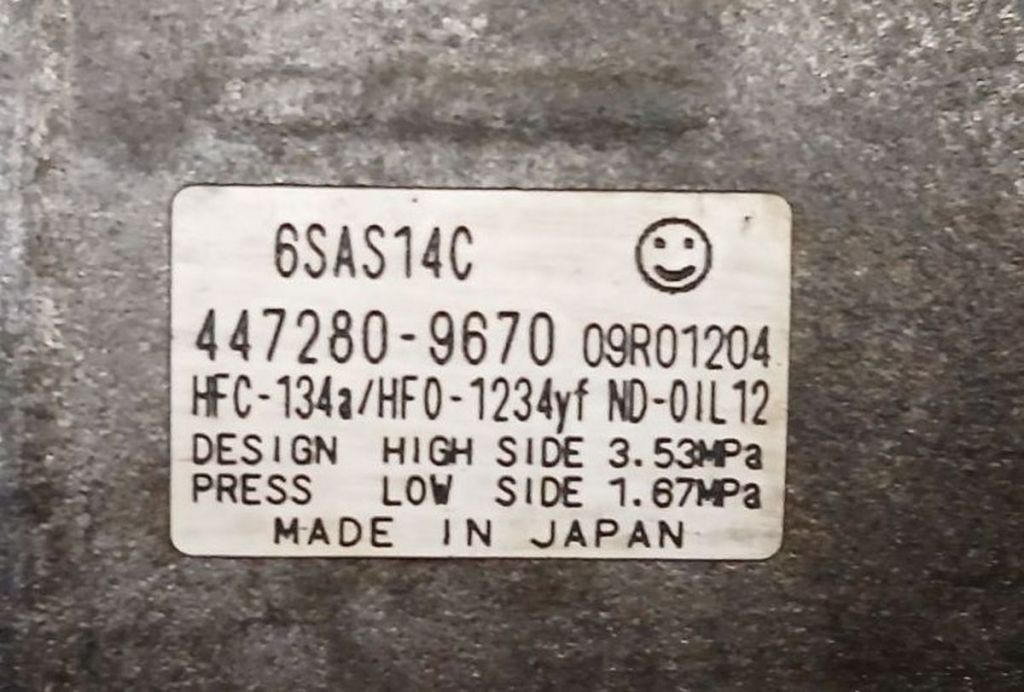 6SAS14C
447280-9670 09R01204
HFC-134a/HFO-1234yf ND-OIL12
DESIGN HIGH SIDE 3.53MPa
PRESS LOW SIDE 1.67MPa
MADE IN JAPAN